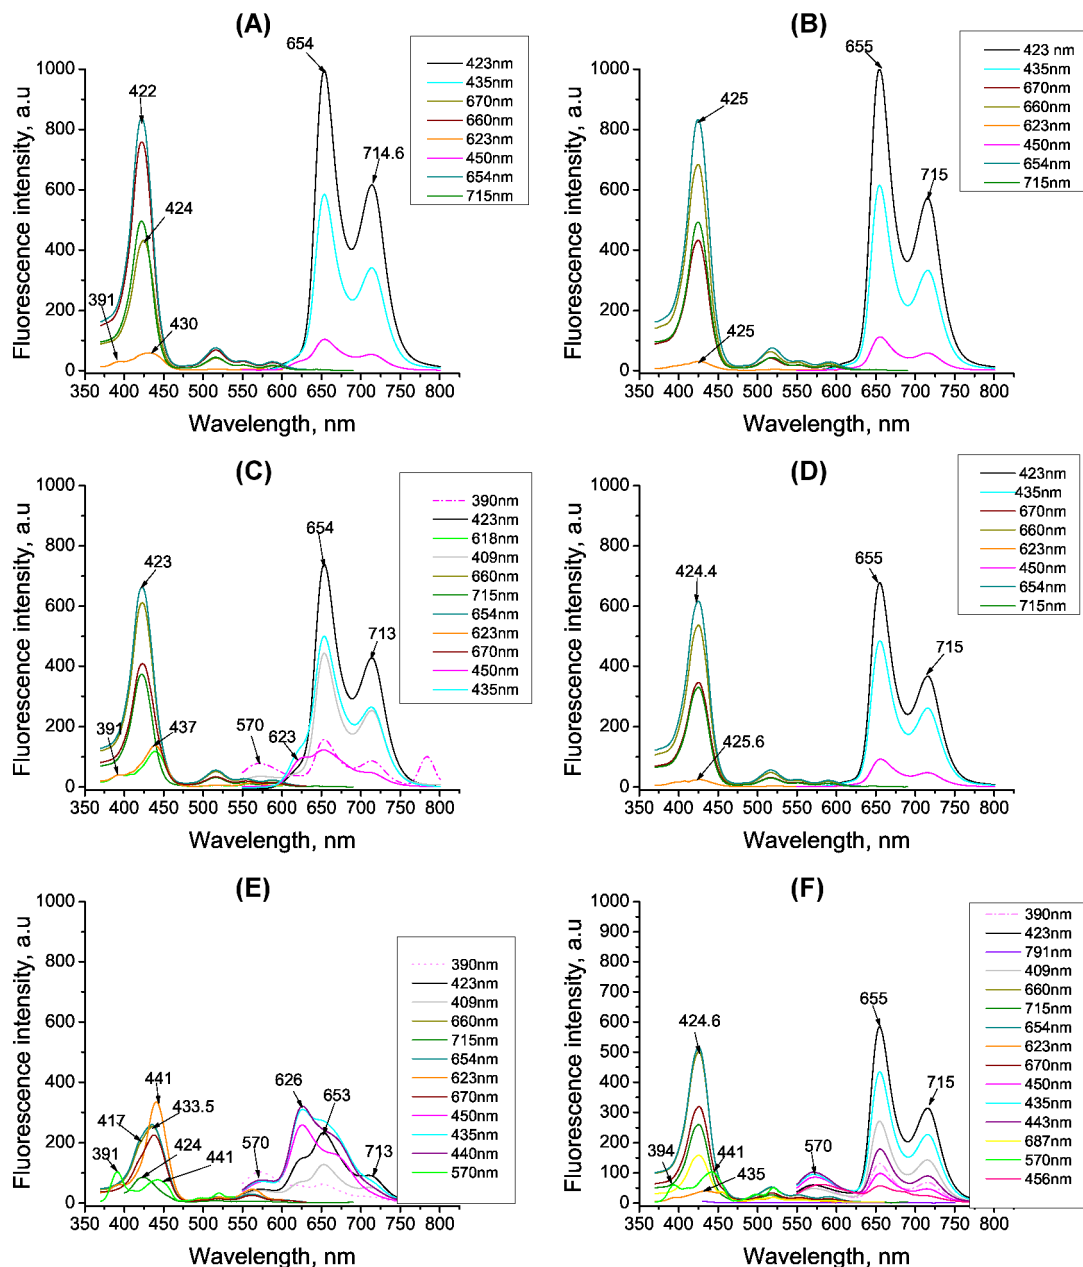 (A)
654
1000
800
600
400
200
0
422
424
391
430
714.6
423nm
435nm
670nm
660nm
623nm
450nm
654nm
715nm
350 400 450 500 550 600 650 700 750 800
Wavelength, nm
Fluorescence intensity, a.u
(B)
655
1000
800
600
400
200
0
425
425
715
423 nm
435nm
670nm
660nm
623nm
450nm
654nm
715nm
350 400 450 500 550 600 650 700 750 800
Wavelength, nm
Fluorescence intensity, a.u
(C)
1000
800
600
400
200
0
423
391
437
570
623
654
713
390nm
423nm
618nm
409nm
660nm
715nm
654nm
623nm
670nm
450nm
435nm
350 400 450 500 550 600 650 700 750 800
Wavelength, nm
Fluorescence intensity, a.u
(D)
1000
800
600
400
200
0
424.4
425.6
655
715
423nm
435nm
670nm
660nm
623nm
450nm
654nm
715nm
350 400 450 500 550 600 650 700 750 800
Wavelength, nm
Fluorescence intensity, a.u
(E)
1000
800
600
400
200
0
441
417
433.5
391
424
441
570
626
653
713
390nm
423nm
409nm
660nm
715nm
654nm
623nm
670nm
450nm
435nm
440nm
570nm
350 400 450 500 550 600 650 700 750 800
Wavelength, nm
Fluorescence intensity, a.u
(F)
1000
900
800
700
600
500
400
300
200
100
0
424.6
394
441
435
570
655
715
390nm
423nm
791nm
409nm
660nm
715nm
654nm
623nm
670nm
450nm
435nm
443nm
687nm
570nm
456nm
350 400 450 500 550 600 650 700 750 800
Wavelength, nm
Fluorescence intensity, a.u